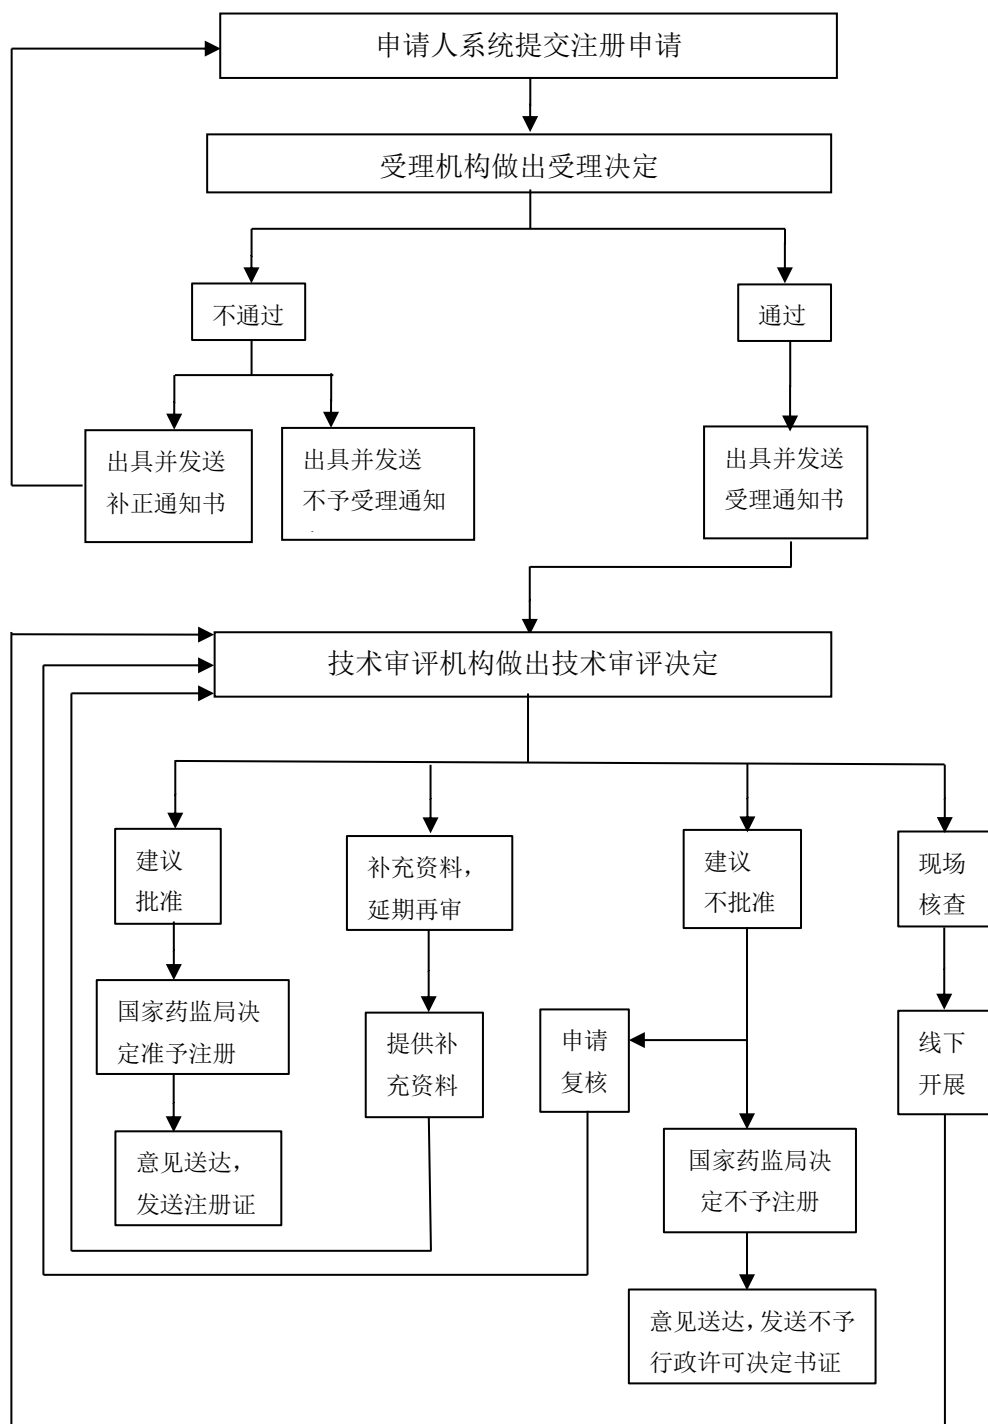 申请人系统提交注册申请
受理机构做出受理决定
不通过
通过
出具并发送
补正通知书
出具并发送
不予受理通知
出具并发送
受理通知书
技术审评机构做出技术审评决定
建议
批准
补充资料，
延期再审
建议
不批准
现场
核查
国家药监局决
定准予注册
提供补
充资料
申请
复核
线下
开展
意见送达，
发送注册证
国家药监局决
定不予注册
意见送达，发送不予
行政许可决定书证